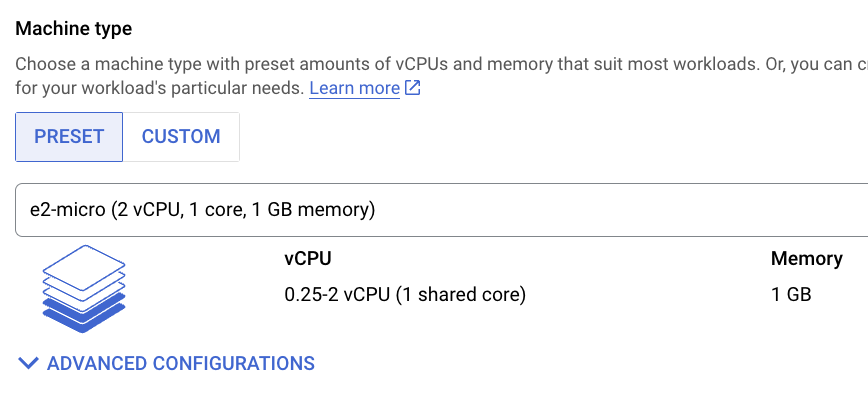 Machine type
Choose a machine type with preset amounts of vCPUs and memory that suit most workloads. Or, you can
for your workload's particular needs. Learn more
PRESET CUSTOM
e2-micro (2 vCPU, 1 core, 1 GB memory)
vCPU Memory
0.25-2 vCPU (1 shared core) 1 GB
ADVANCED CONFIGURATIONS